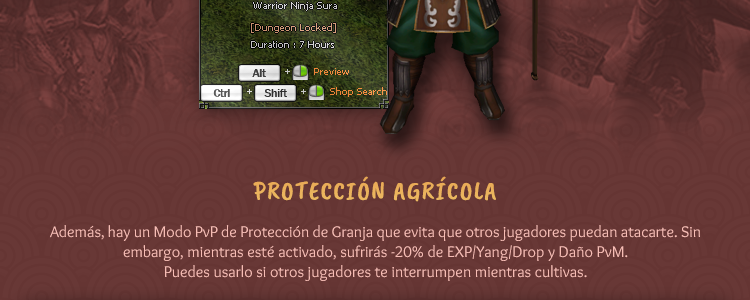 Warrior Ninja Sura
[Dungeon Locked]
Duration : 7 Hours
Alt + Preview
Ctrl + Shift + Shop Search
PROTECCIÓN AGRÍCOLA
Además, hay un Modo PvP de Protección de Granja que evita que otros jugadores puedan atacarte. Sin
embargo, mientras esté activado, sufrirás -20% de EXP/Yang/Drop y Daño PvM.
Puedes usarlo si otros jugadores te interrumpen mientras cultivas.